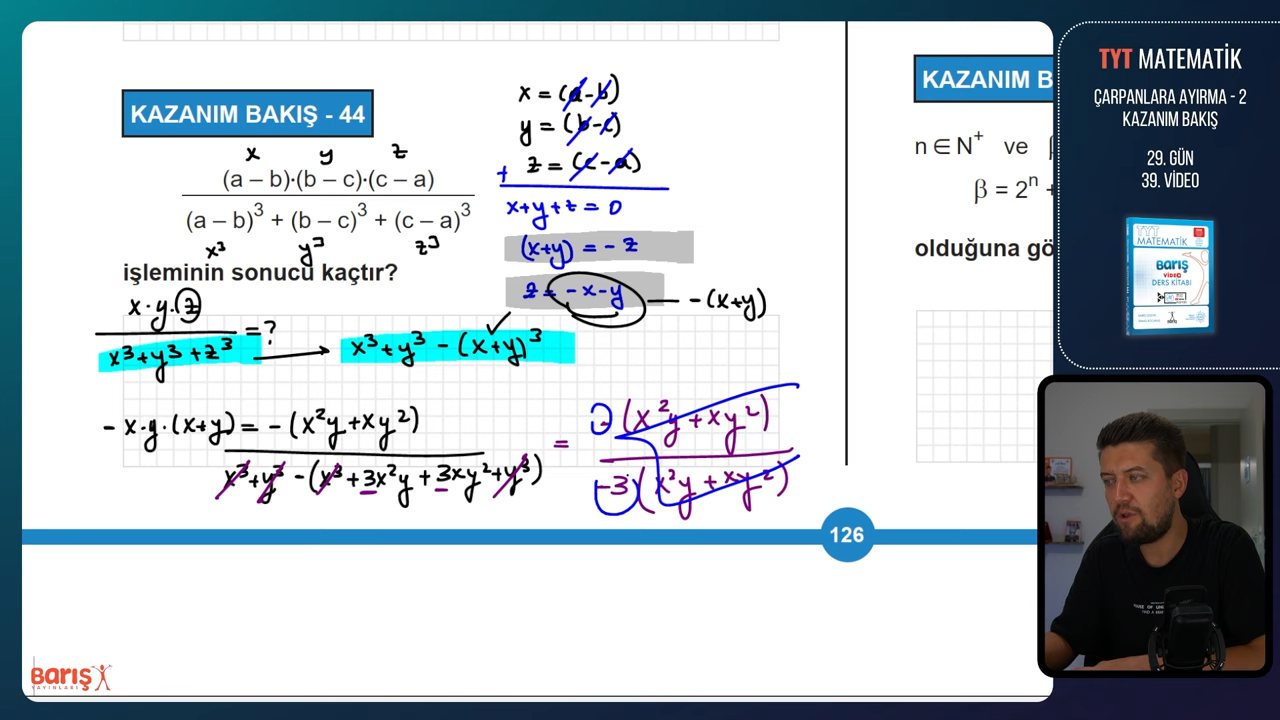 KAZANIM BAKIŞ - 44
x y z
(a – b)·(b – c)·(c – a)
(a – b)³ + (b – c)³ + (c – a)³
x³ y³ z³
işleminin sonucu kaçtır?
x = (a-b)
y = (b-c)
+ z = (c-a)
x+y+z = 0
(x+y) = - z
z = -x-y — -(x+y)
x·y·z
x³+y³+z³
= ?
x³+y³ - (x+y)³
- x·y·(x+y) = - (x²y+xy²)
x³+y³ - (x³+3x²y+3xy²+y³)
=
- (x²y+xy²)
-3 (x²y+xy²)
126
BARIŞ
YAYINLARI
KAZANIM B
n ∈ N⁺ ve β
β = 2ⁿ +
olduğuna gö
TYT MATEMATİK
ÇARPANLARA AYIRMA - 2
KAZANIM BAKIŞ
29. GÜN
39. VİDEO
TYT
MATEMATİK
BARIŞ
VİDEO
DERS KİTABI